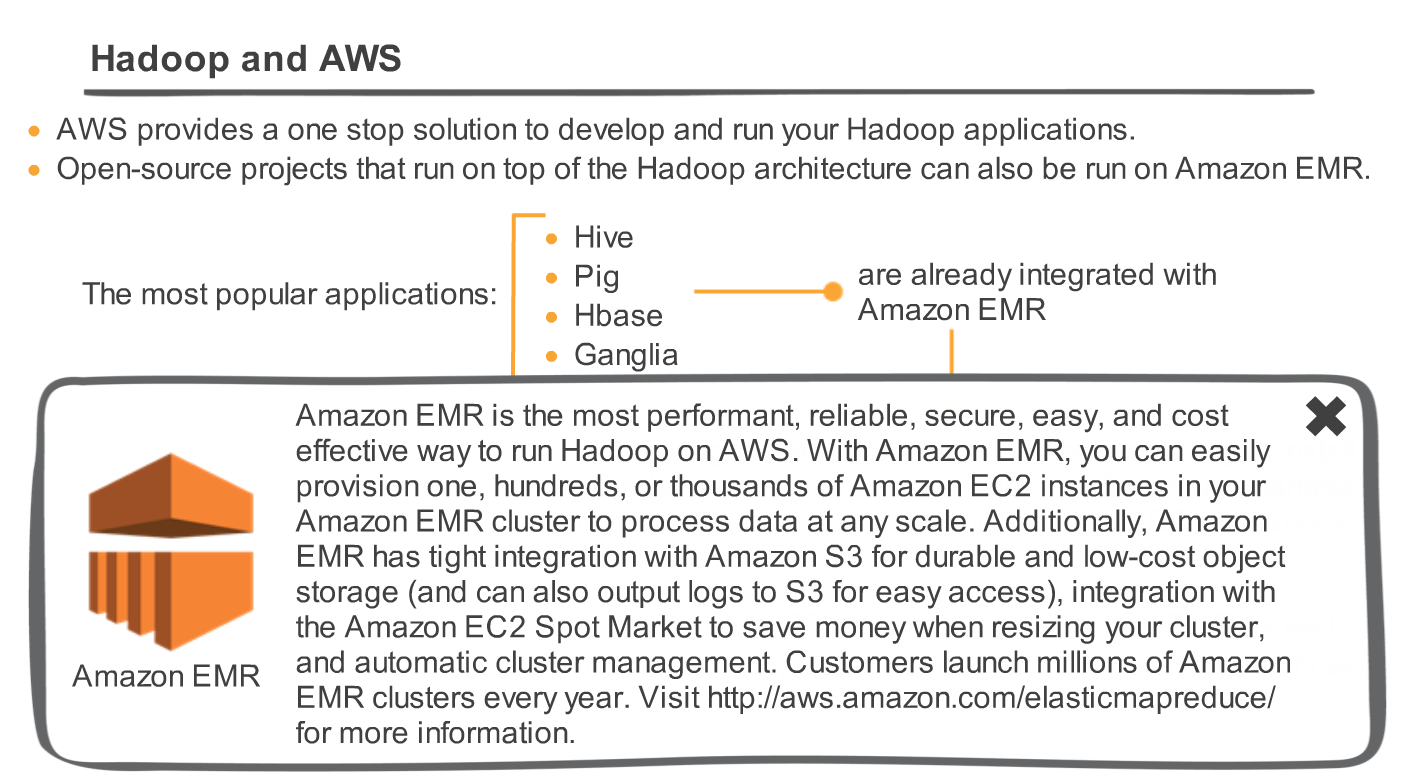 Hadoop and AWS
AWS provides a one stop solution to develop and run your Hadoop applications.
Open-source projects that run on top of the Hadoop architecture can also be run on Amazon EMR.
The most popular applications:
Hive
Pig
Hbase
Ganglia
are already integrated with
Amazon EMR
Amazon EMR is the most performant, reliable, secure, easy, and cost
effective way to run Hadoop on AWS. With Amazon EMR, you can easily
provision one, hundreds, or thousands of Amazon EC2 instances in your
Amazon EMR cluster to process data at any scale. Additionally, Amazon
EMR has tight integration with Amazon S3 for durable and low-cost object
storage (and can also output logs to S3 for easy access), integration with
the Amazon EC2 Spot Market to save money when resizing your cluster,
and automatic cluster management. Customers launch millions of Amazon
EMR clusters every year. Visit http://aws.amazon.com/elasticmapreduce/
for more information.
Amazon EMR